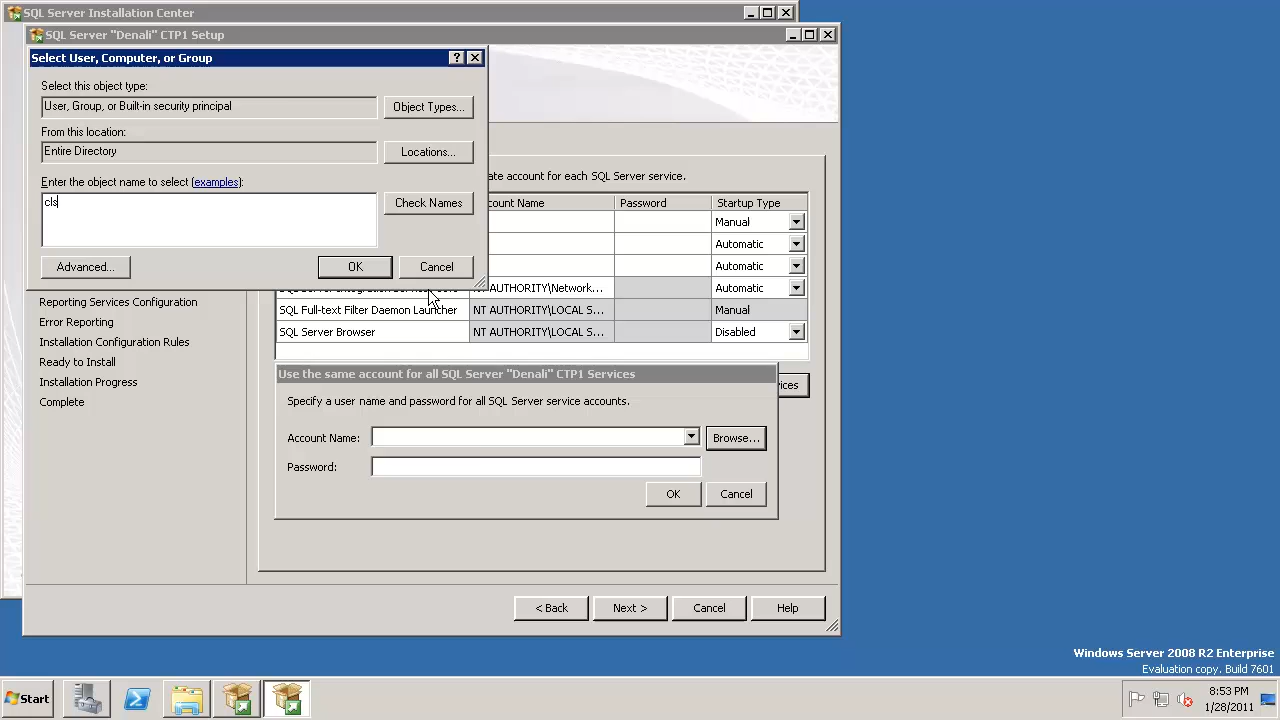 SQL Server Installation Center
SQL Server "Denali" CTP1 Setup
Select User, Computer, or Group
Select this object type:
User, Group, or Built-in security principal
Object Types...
From this location:
Entire Directory
Locations...
Enter the object name to select (examples):
cls
Check Names
Advanced...
OK
Cancel
ate account for each SQL Server service.
count Name
Password
Startup Type
Manual
Automatic
Automatic
NT AUTHORITY\Network...
Automatic
SQL Full-text Filter Daemon Launcher
NT AUTHORITY\LOCAL S...
Manual
SQL Server Browser
NT AUTHORITY\LOCAL S...
Disabled
Reporting Services Configuration
Error Reporting
Installation Configuration Rules
Ready to Install
Installation Progress
Complete
Use the same account for all SQL Server "Denali" CTP1 Services
ices
Specify a user name and password for all SQL Server service accounts.
Account Name:
Browse...
Password:
OK
Cancel
< Back
Next >
Cancel
Help
Windows Server 2008 R2 Enterprise
Evaluation copy. Build 7601
Start
8:53 PM
1/28/2011